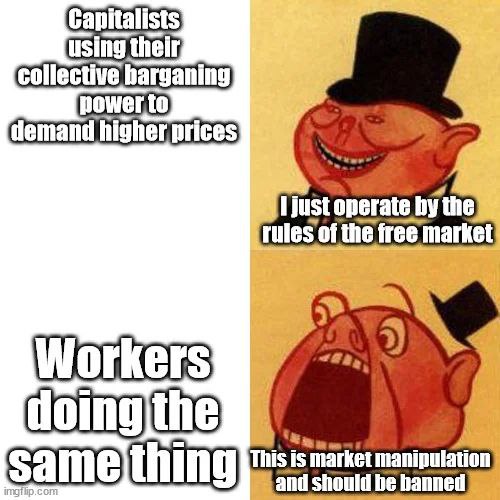 Capitalists
using their
collective barganing
power to
demand higher prices
I just operate by the
rules of the free market
Workers
doing the
same thing
This is market manipulation
and should be banned
imgflip.com